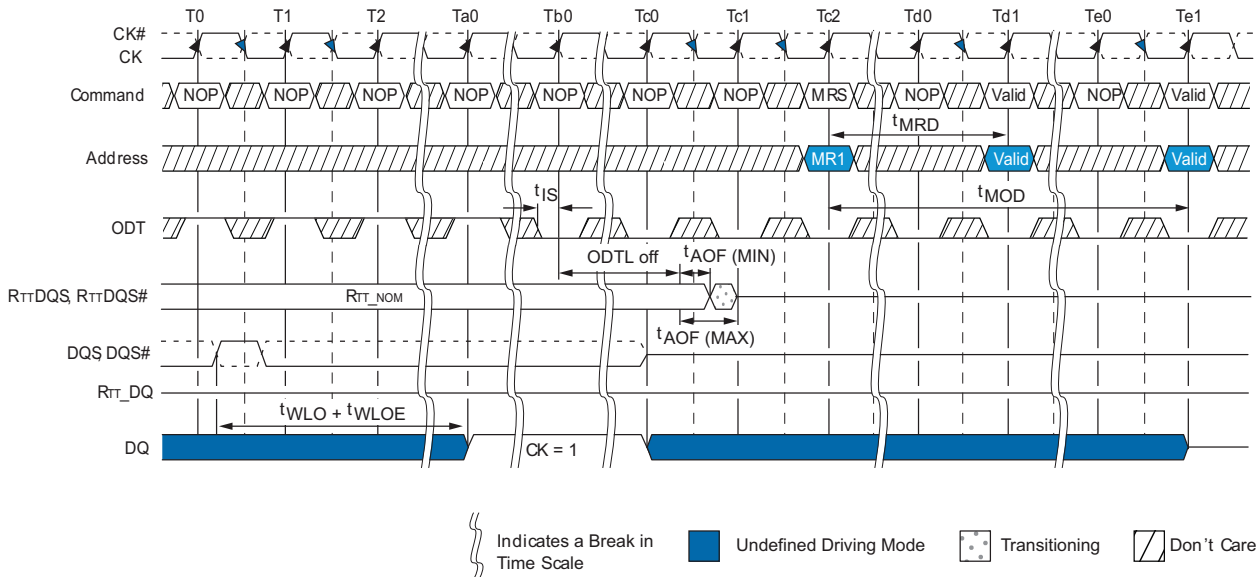 T0 T1 T2 Ta0 Tb0 Tc0 Tc1 Tc2 Td0 Td1 Te0 Te1
CK#
CK
Command NOP NOP NOP NOP NOP NOP NOP MRS NOP Valid NOP Valid
tMRD
Address MR1 Valid Valid
tIS tMOD
ODT
ODTL off tAOF (MIN)
RTTDQS, RTTDQS# RTT_NOM
tAOF (MAX)
DQS, DQS#
RTT_DQ
tWLO + tWLOE
DQ CK = 1
Indicates a Break in
Time Scale
Undefined Driving Mode
Transitioning
Don't Care